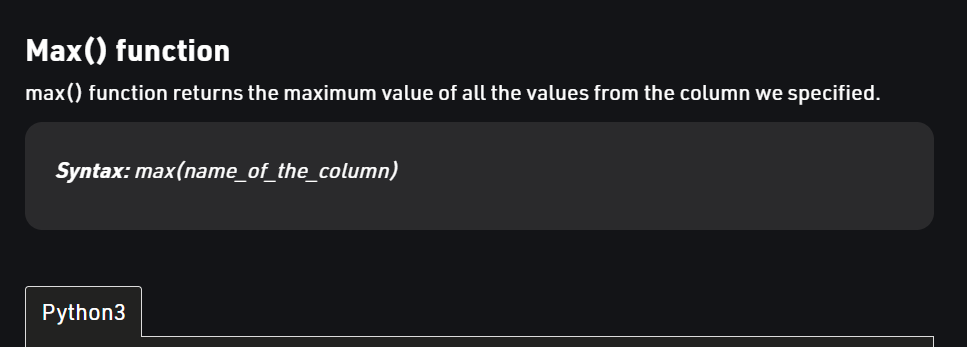 Max() function
max() function returns the maximum value of all the values from the column we specified.
Syntax: max(name_of_the_column)
Python3